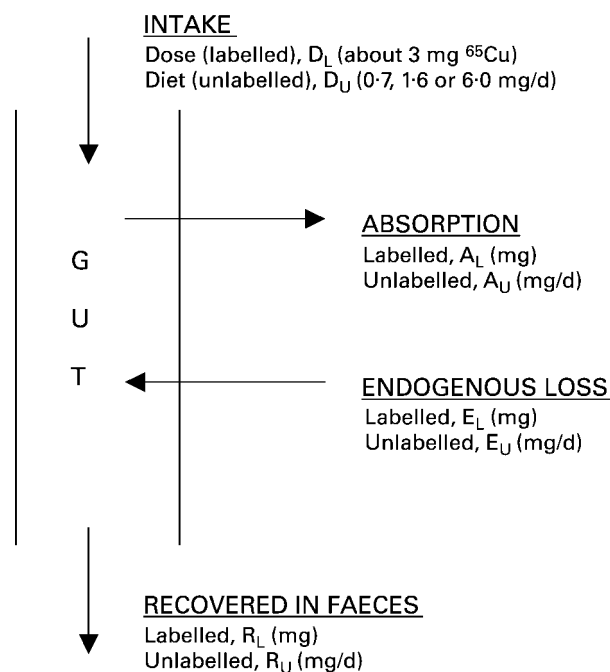 INTAKE
Dose (labelled), D_L (about 3 mg ⁶⁵Cu)
Diet (unlabelled), D_U (0·7, 1·6 or 6·0 mg/d)
G
U
T
ABSORPTION
Labelled, A_L (mg)
Unlabelled, A_U (mg/d)
ENDOGENOUS LOSS
Labelled, E_L (mg)
Unlabelled, E_U (mg/d)
RECOVERED IN FAECES
Labelled, R_L (mg)
Unlabelled, R_U (mg/d)